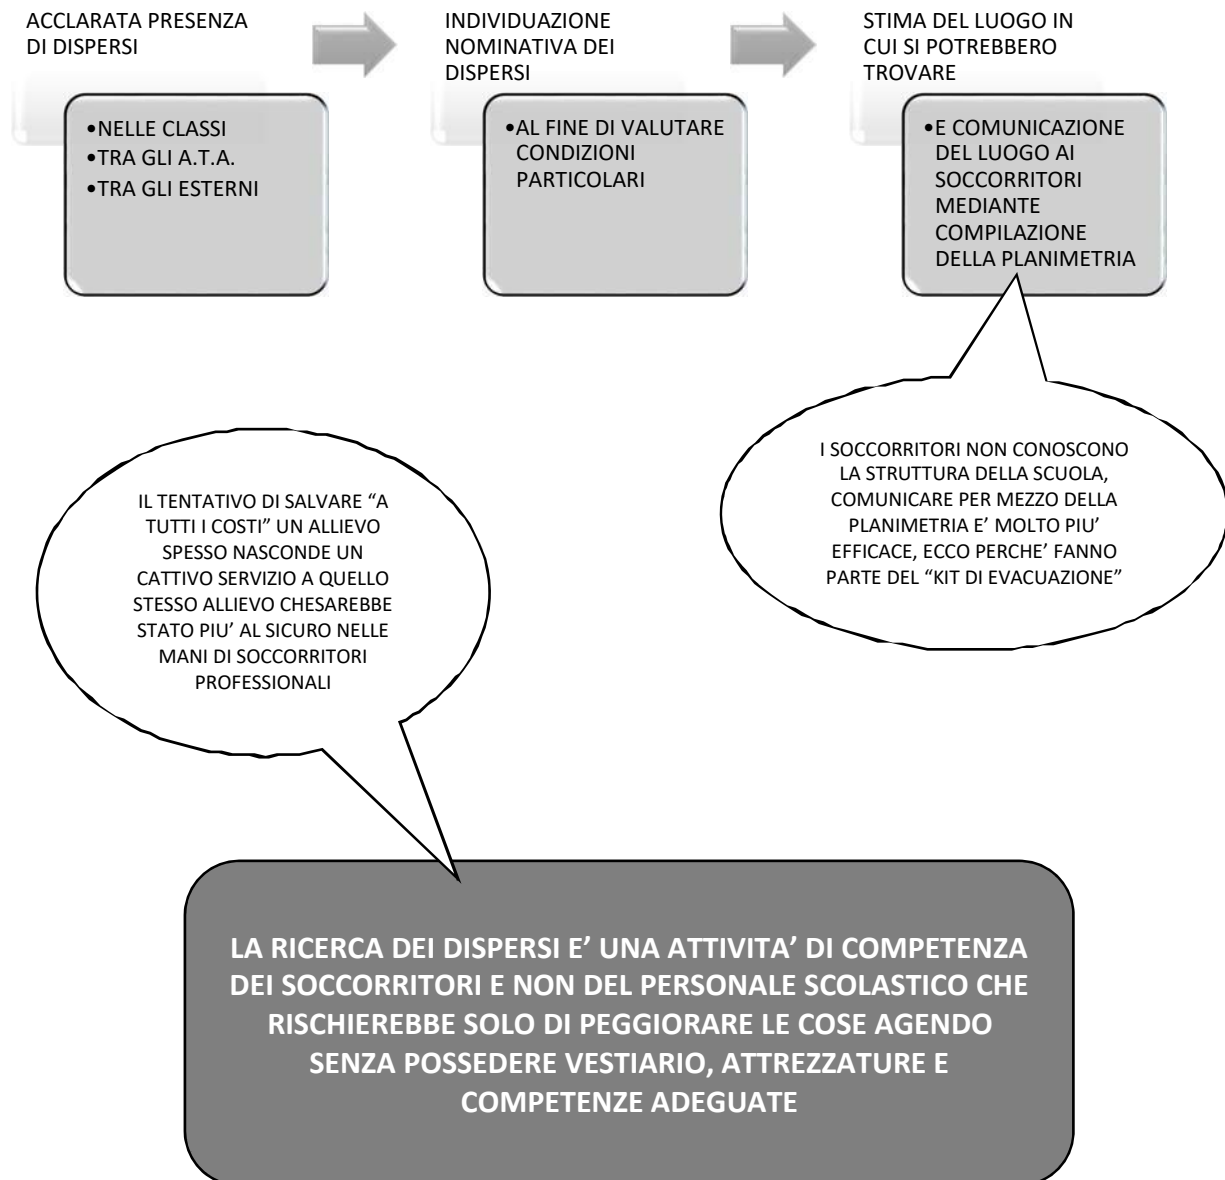 ACCLARATA PRESENZA
DI DISPERSI
•NELLE CLASSI
•TRA GLI A.T.A.
•TRA GLI ESTERNI
INDIVIDUAZIONE
NOMINATIVA DEI
DISPERSI
•AL FINE DI VALUTARE
CONDIZIONI
PARTICOLARI
STIMA DEL LUOGO IN
CUI SI POTREBBERO
TROVARE
•E COMUNICAZIONE
DEL LUOGO AI
SOCCORRITORI
MEDIANTE
COMPILAZIONE
DELLA PLANIMETRIA
I SOCCORRITORI NON CONOSCONO
LA STRUTTURA DELLA SCUOLA,
COMUNICARE PER MEZZO DELLA
PLANIMETRIA E’ MOLTO PIU’
EFFICACE, ECCO PERCHE’ FANNO
PARTE DEL “KIT DI EVACUAZIONE”
IL TENTATIVO DI SALVARE “A
TUTTI I COSTI” UN ALLIEVO
SPESSO NASCONDE UN
CATTIVO SERVIZIO A QUELLO
STESSO ALLIEVO CHESAREBBE
STATO PIU’ AL SICURO NELLE
MANI DI SOCCORRITORI
PROFESSIONALI
LA RICERCA DEI DISPERSI E’ UNA ATTIVITA’ DI COMPETENZA
DEI SOCCORRITORI E NON DEL PERSONALE SCOLASTICO CHE
RISCHIEREBBE SOLO DI PEGGIORARE LE COSE AGENDO
SENZA POSSEDERE VESTIARIO, ATTREZZATURE E
COMPETENZE ADEGUATE